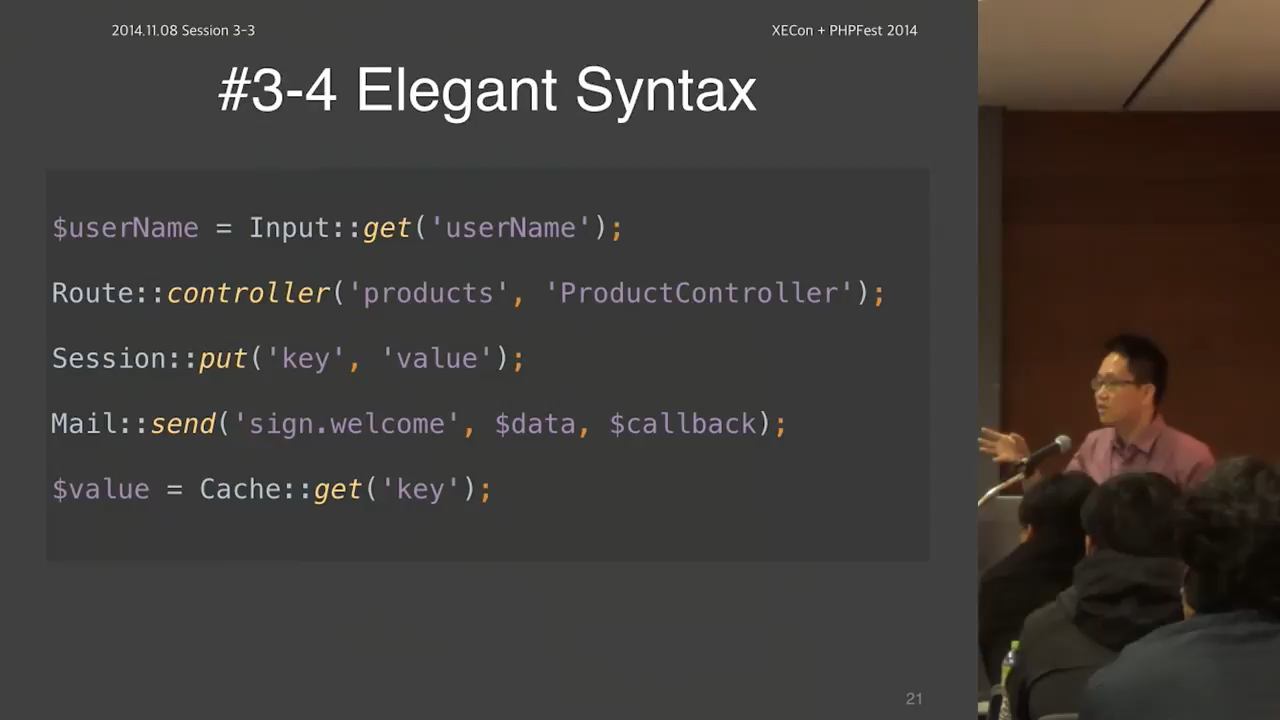 2014.11.08 Session 3-3
XECon + PHPFest 2014
#3-4 Elegant Syntax
$userName = Input::get('userName');
Route::controller('products', 'ProductController');
Session::put('key', 'value');
Mail::send('sign.welcome', $data, $callback);
$value = Cache::get('key');
21